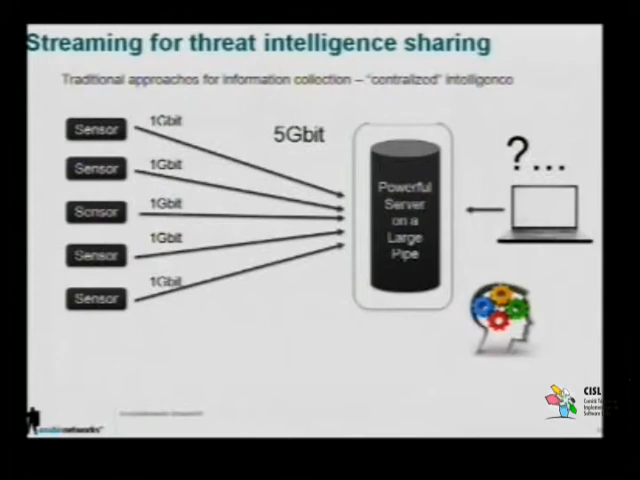 Streaming for threat intelligence sharing
Traditional approaches for information collection – "centralized" intelligence
Sensor
1Gbit
Sensor
1Gbit
Sensor
1Gbit
Sensor
1Gbit
Sensor
1Gbit
5Gbit
Powerful
Server
on a
Large
Pipe
?...
CISL